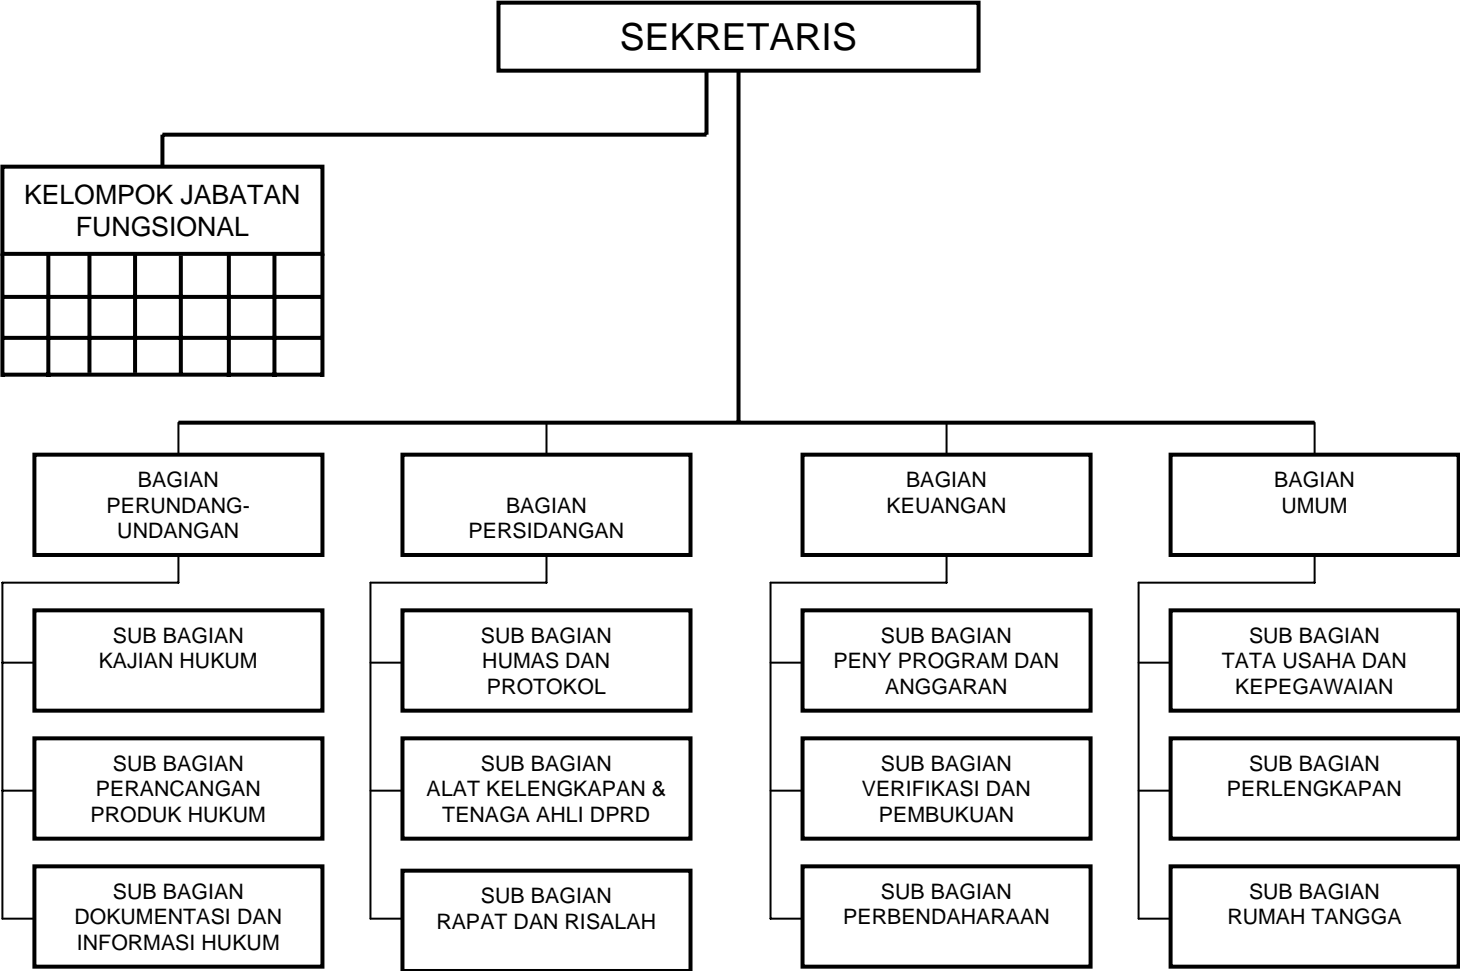 SEKRETARIS
KELOMPOK JABATAN
FUNGSIONAL
BAGIAN
PERUNDANG-
UNDANGAN
BAGIAN
PERSIDANGAN
BAGIAN
KEUANGAN
BAGIAN
UMUM
SUB BAGIAN
KAJIAN HUKUM
SUB BAGIAN
HUMAS DAN
PROTOKOL
SUB BAGIAN
PENY PROGRAM DAN
ANGGARAN
SUB BAGIAN
TATA USAHA DAN
KEPEGAWAIAN
SUB BAGIAN
PERANCANGAN
PRODUK HUKUM
SUB BAGIAN
ALAT KELENGKAPAN &
TENAGA AHLI DPRD
SUB BAGIAN
VERIFIKASI DAN
PEMBUKUAN
SUB BAGIAN
PERLENGKAPAN
SUB BAGIAN
DOKUMENTASI DAN
INFORMASI HUKUM
SUB BAGIAN
RAPAT DAN RISALAH
SUB BAGIAN
PERBENDAHARAAN
SUB BAGIAN
RUMAH TANGGA